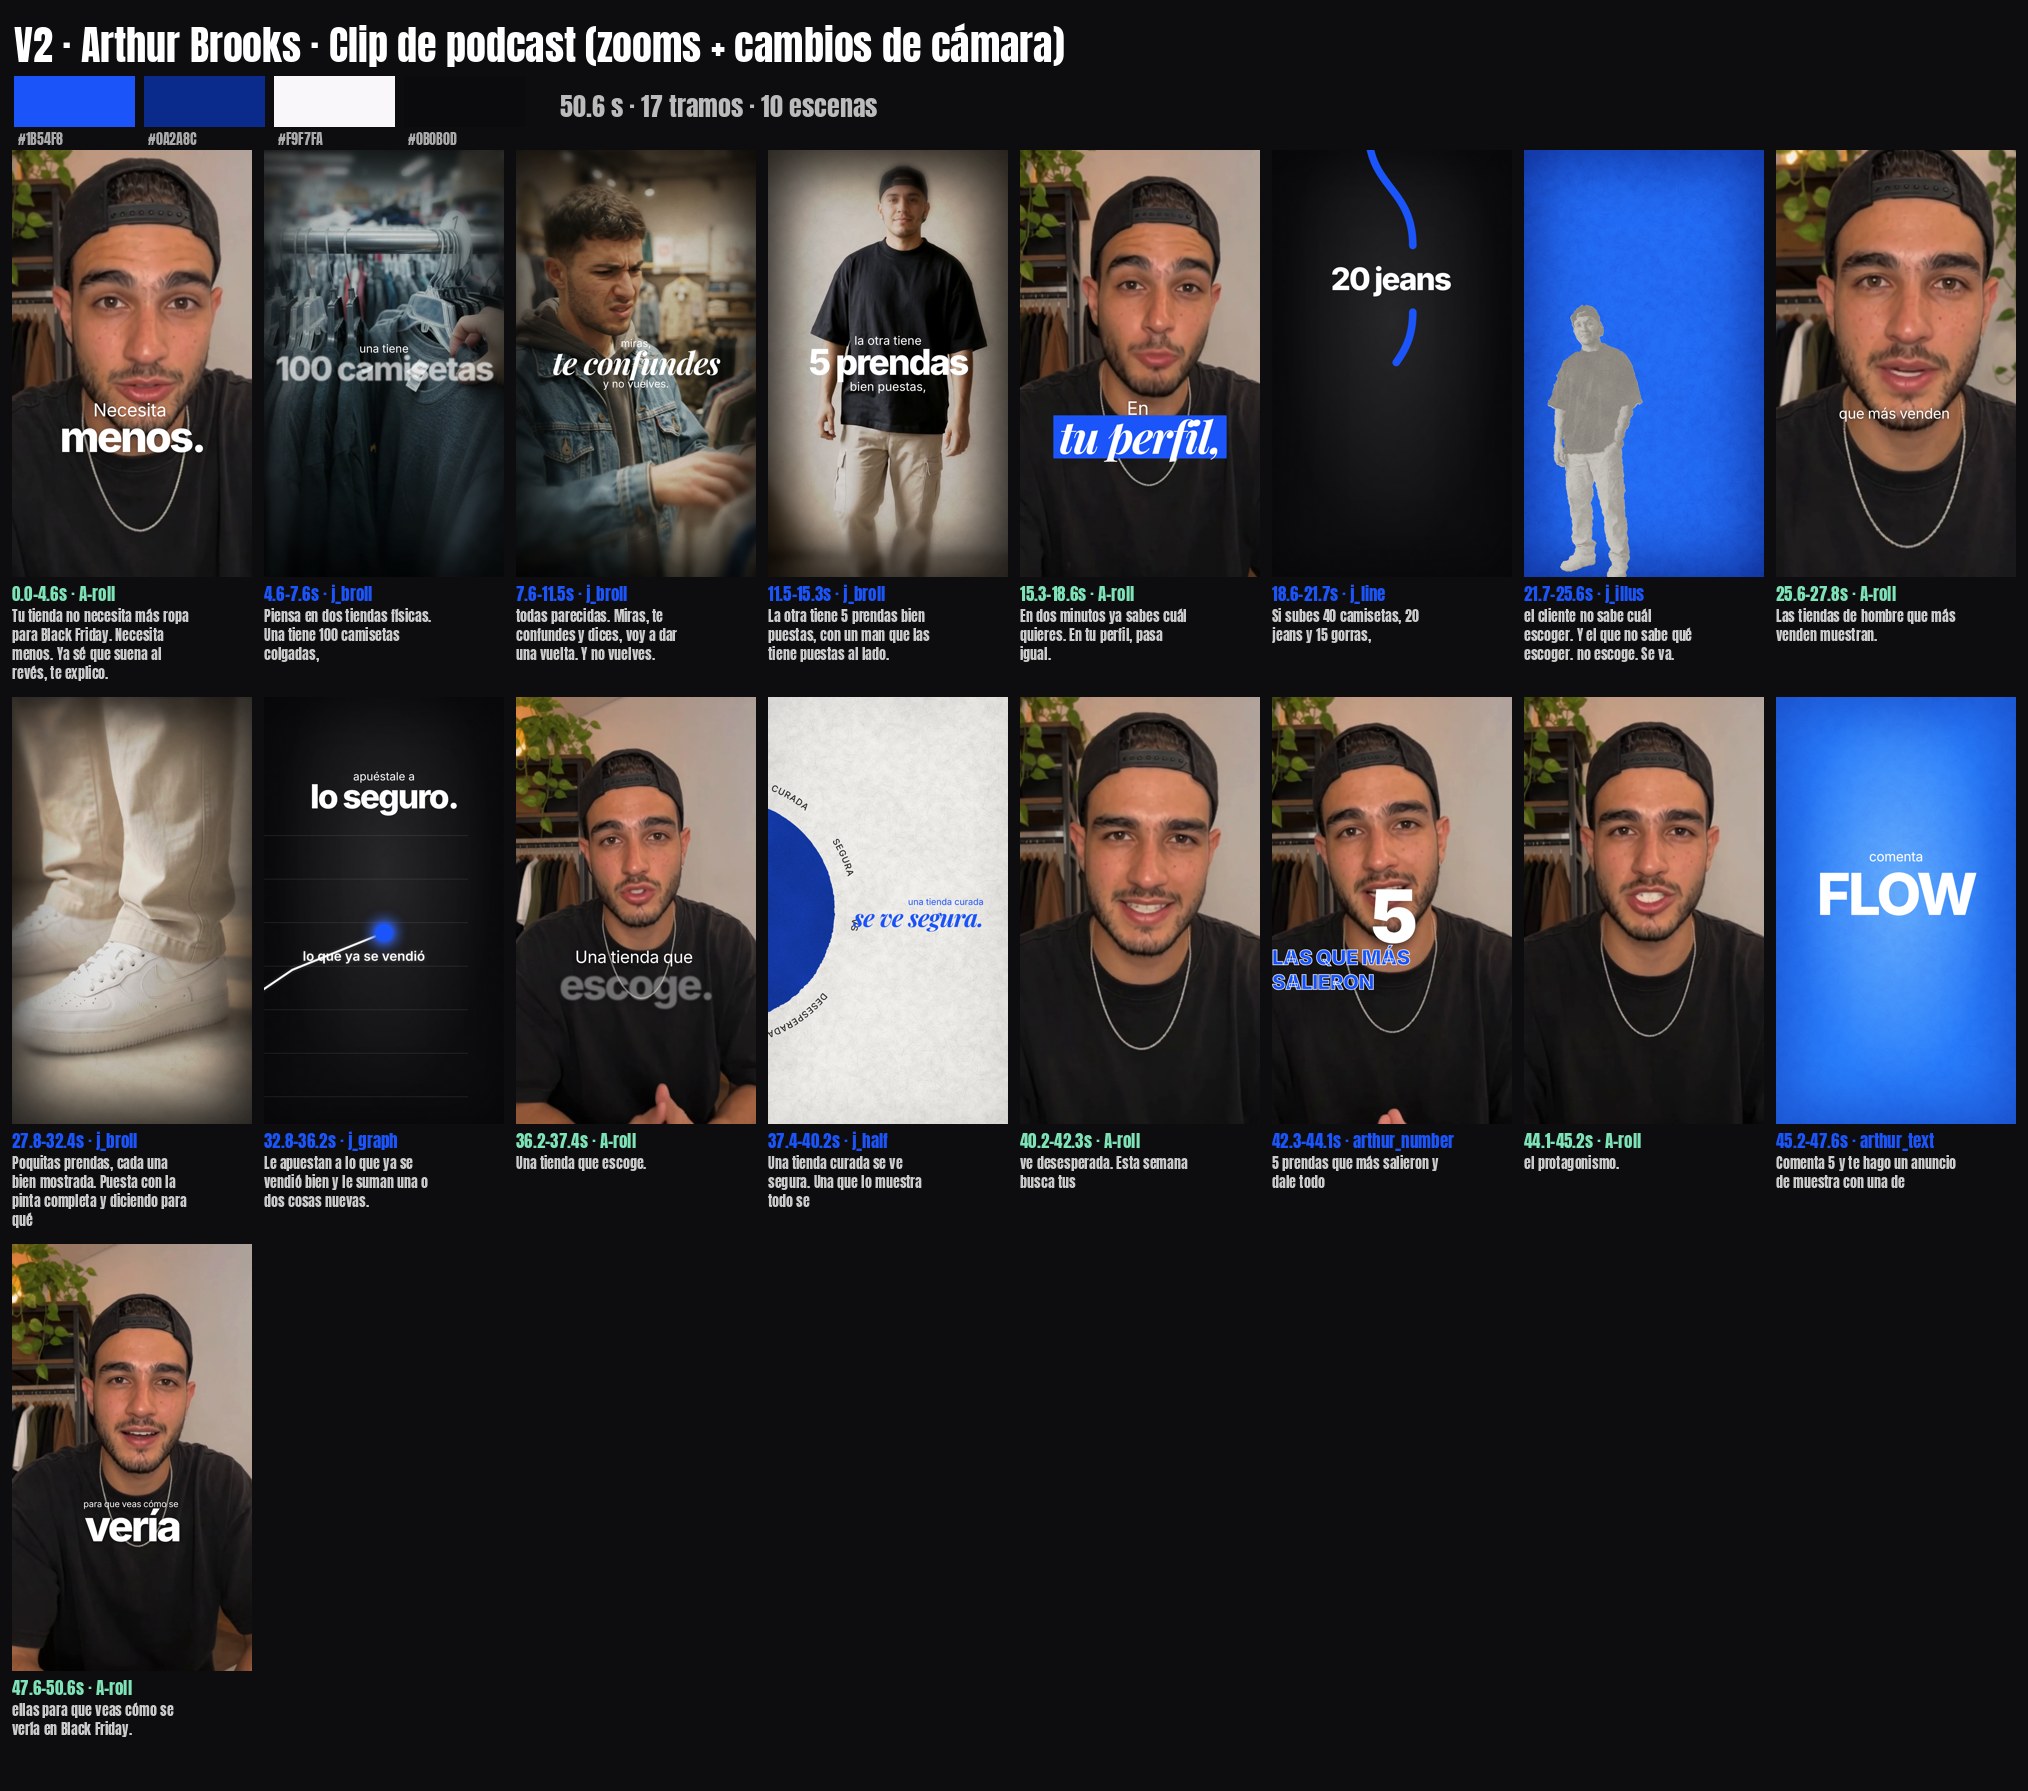 V2 · Arthur Brooks · Clip de podcast (zooms + cambios de cámara)
50.6 s · 17 tramos · 10 escenas
#1B54F8
#0A2A8C
#F9F7FA
#0B0B0D
Necesita
menos.
una tiene
100 camisetas
miras,
te confundes
y no vuelves.
la otra tiene
5 prendas
bien puestas,
En
tu perfil,
20 jeans
que más venden
0.0-4.6s · A-roll
Tu tienda no necesita más ropa
para Black Friday. Necesita
menos. Ya sé que suena al
revés, te explico.
4.6-7.6s · j_broll
Piensa en dos tiendas físicas.
Una tiene 100 camisetas
colgadas,
7.6-11.5s · j_broll
todas parecidas. Miras, te
confundes y dices, voy a dar
una vuelta. Y no vuelves.
11.5-15.3s · j_broll
La otra tiene 5 prendas bien
puestas, con un man que las
tiene puestas al lado.
15.3-18.6s · A-roll
En dos minutos ya sabes cuál
quieres. En tu perfil, pasa
igual.
18.6-21.7s · j_line
Si subes 40 camisetas, 20
jeans y 15 gorras,
21.7-25.6s · j_illus
el cliente no sabe cuál
escoger. Y el que no sabe qué
escoger. no escoge. Se va.
25.6-27.8s · A-roll
Las tiendas de hombre que más
venden muestran.
apuéstale a
lo seguro.
lo que ya se vendió
Una tienda que
escoge.
CURADA
SEGURA
SE
DESESPERADA
una tienda curada
se ve segura.
5
LAS QUE MÁS
SALIERON
comenta
FLOW
27.8-32.4s · j_broll
Poquitas prendas, cada una
bien mostrada. Puesta con la
pinta completa y diciendo para
qué
32.8-36.2s · j_graph
Le apuestan a lo que ya se
vendió bien y le suman una o
dos cosas nuevas.
36.2-37.4s · A-roll
Una tienda que escoge.
37.4-40.2s · j_half
Una tienda curada se ve
segura. Una que lo muestra
todo se
40.2-42.3s · A-roll
ve desesperada. Esta semana
busca tus
42.3-44.1s · arthur_number
5 prendas que más salieron y
dale todo
44.1-45.2s · A-roll
el protagonismo.
45.2-47.6s · arthur_text
Comenta 5 y te hago un anuncio
de muestra con una de
para que veas cómo se
vería
47.6-50.6s · A-roll
ellas para que veas cómo se
vería en Black Friday.